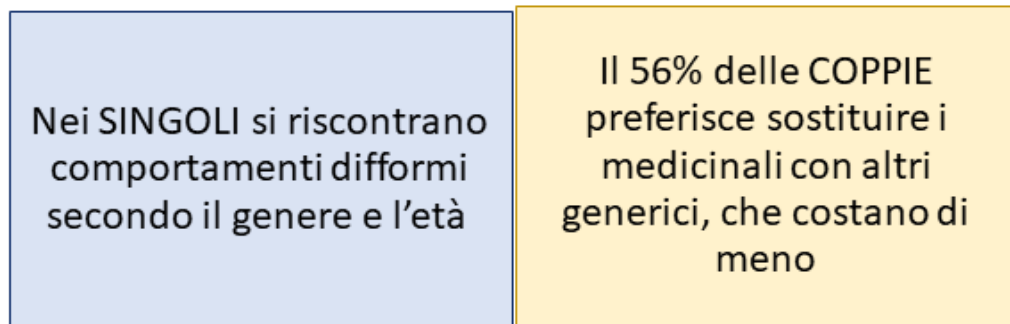 Nei SINGOLI si riscontrano
comportamenti difformi
secondo il genere e l'età
Il 56% delle COPPIE
preferisce sostituire i
medicinali con altri
generici, che costano di
meno